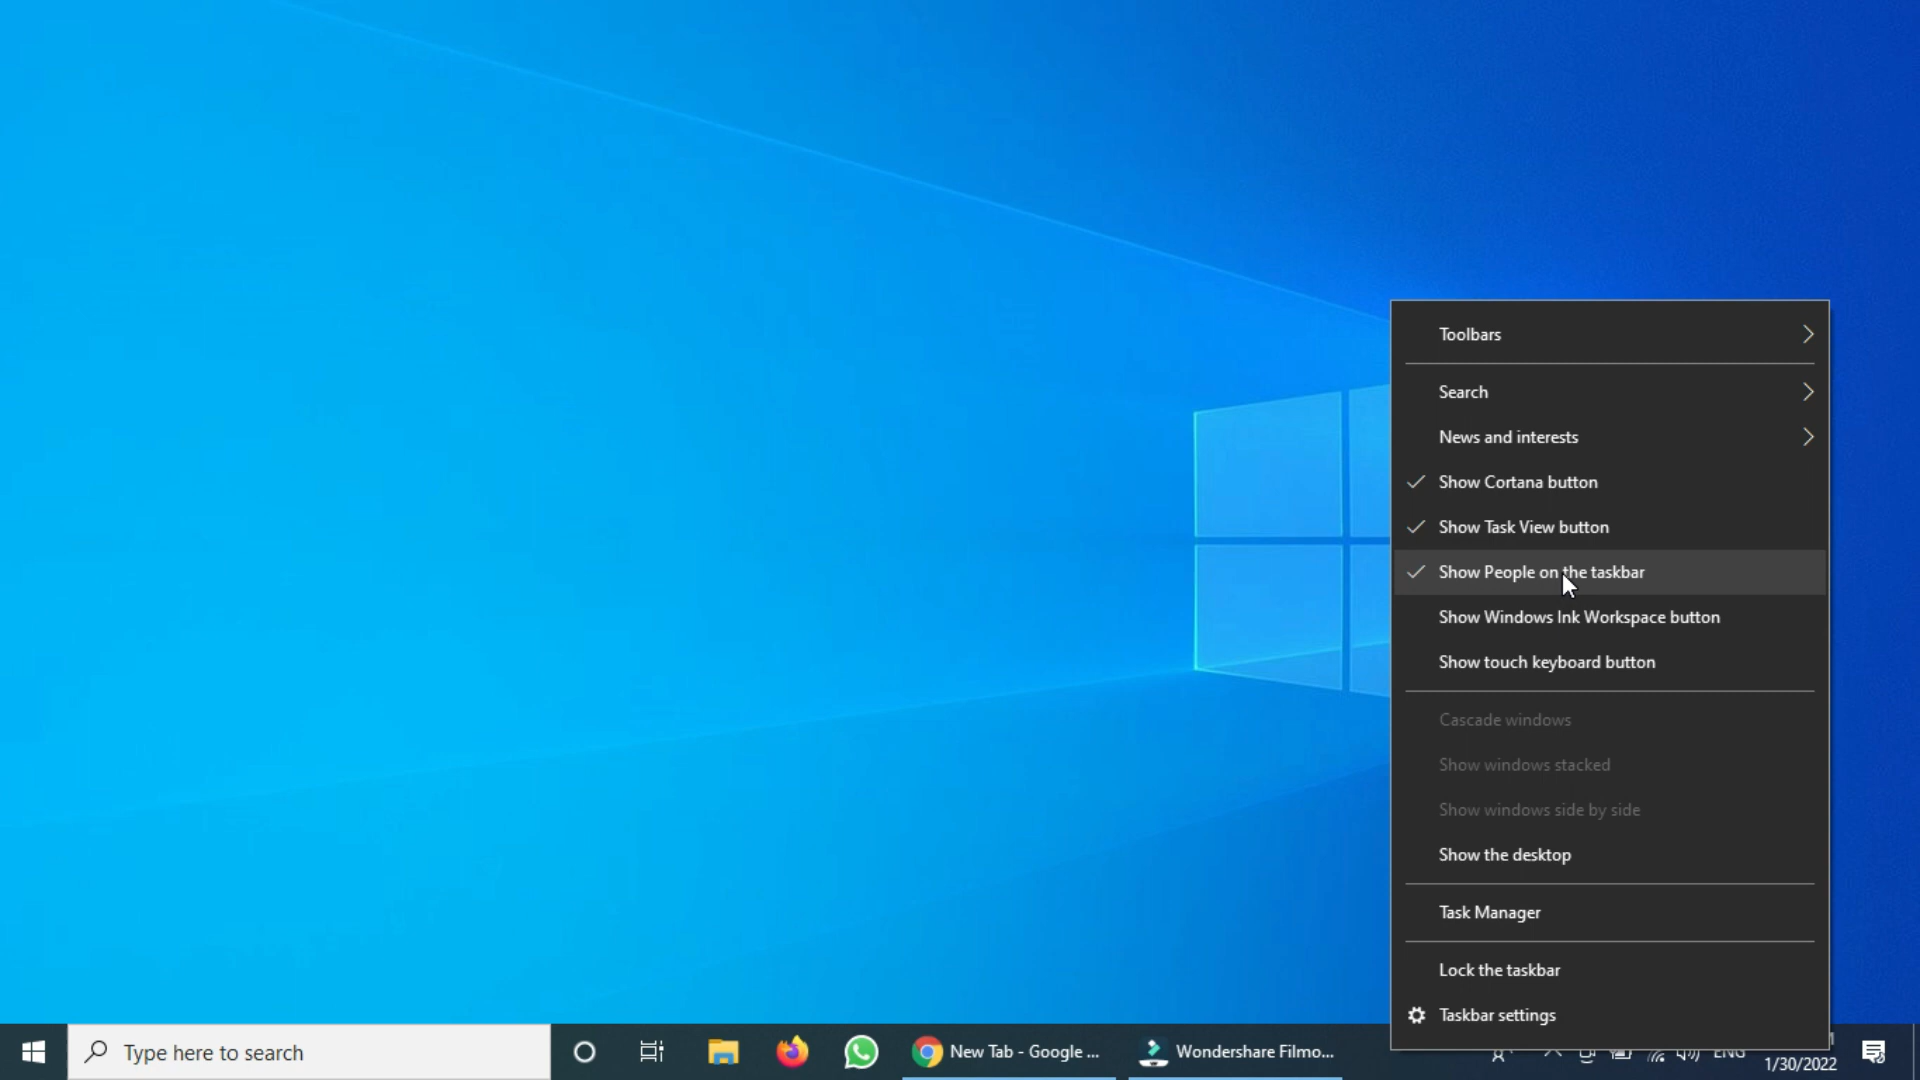 Toolbars
Search
News and interests
Show Cortana button
Show Task View button
Show People on the taskbar
Show Windows Ink Workspace button
Show touch keyboard button
Cascade windows
Show windows stacked
Show windows side by side
Show the desktop
Task Manager
Lock the taskbar
Taskbar settings
Type here to search
New Tab - Google ...
Wondershare Filmo...
ENG
1/30/2022